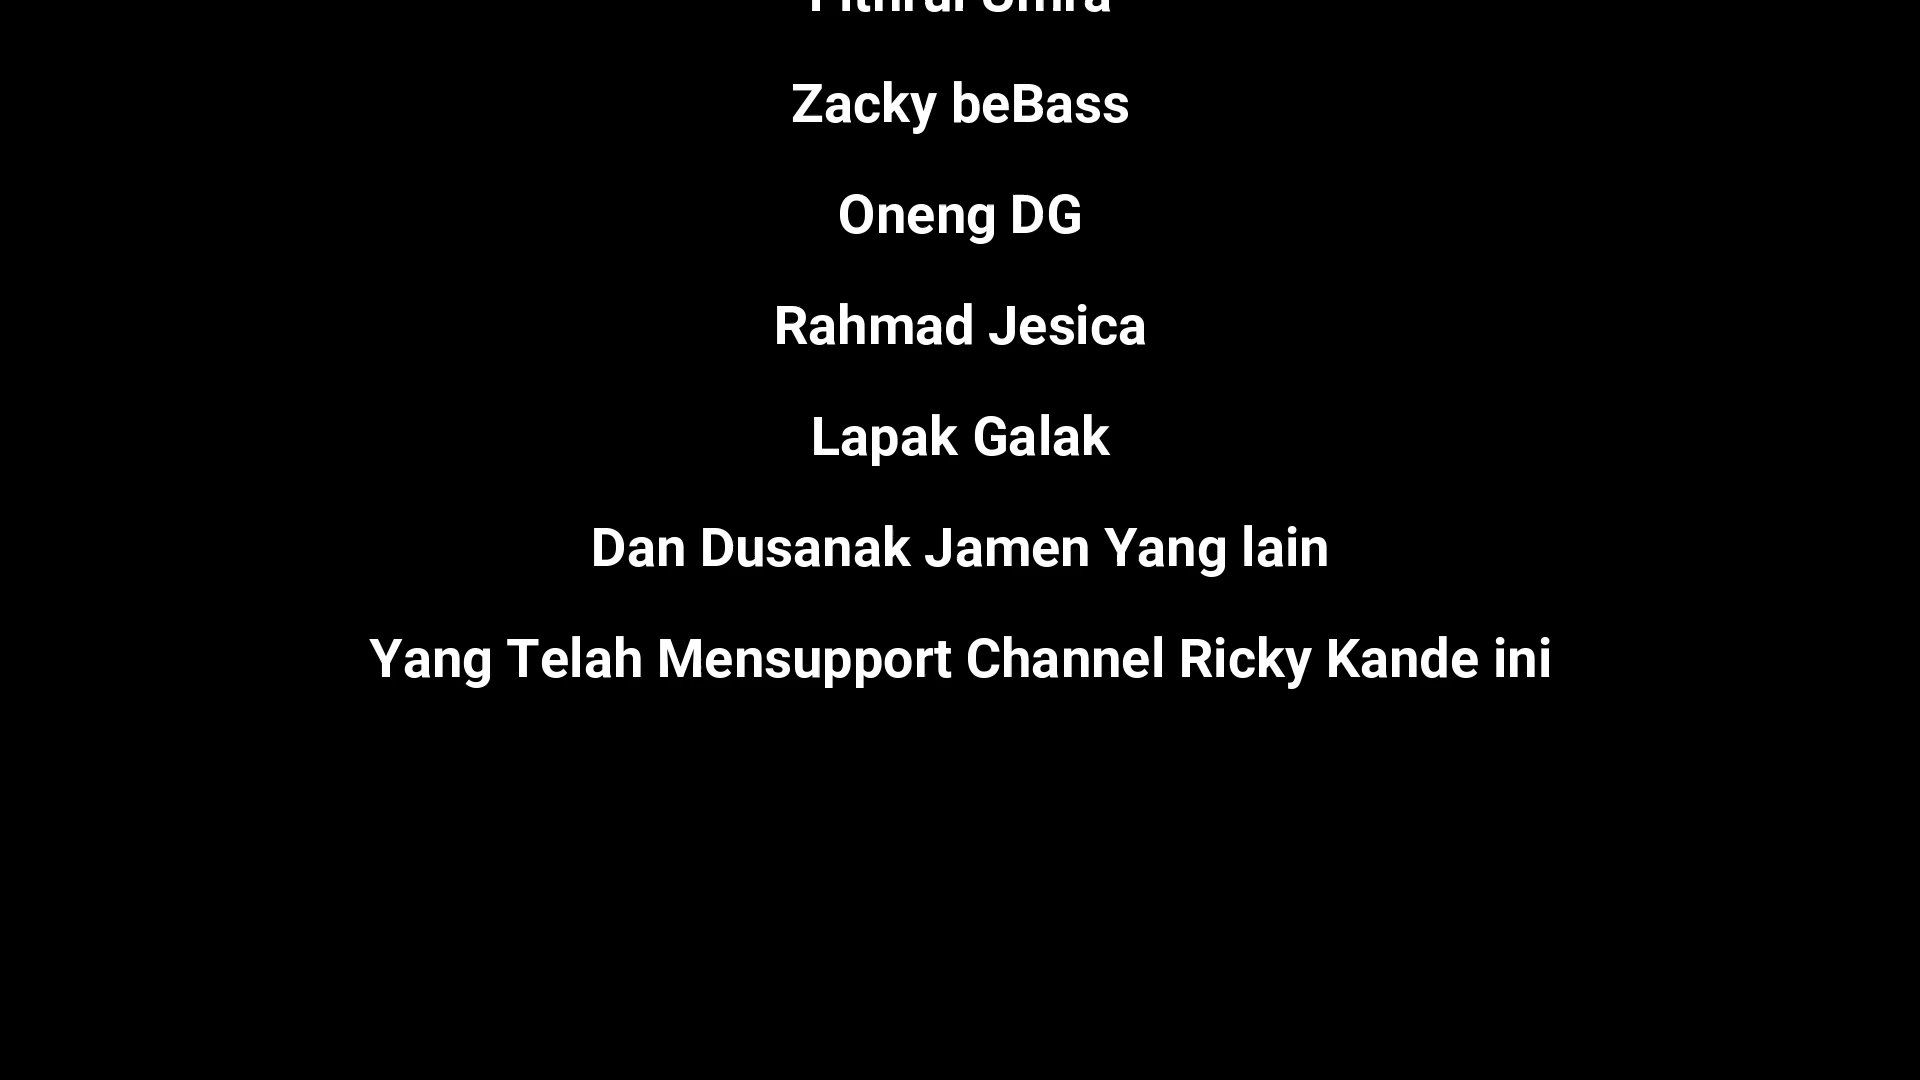 Zacky beBass
Oneng DG
Rahmad Jesica
Lapak Galak
Dan Dusanak Jamen Yang lain
Yang Telah Mensupport Channel Ricky Kande ini